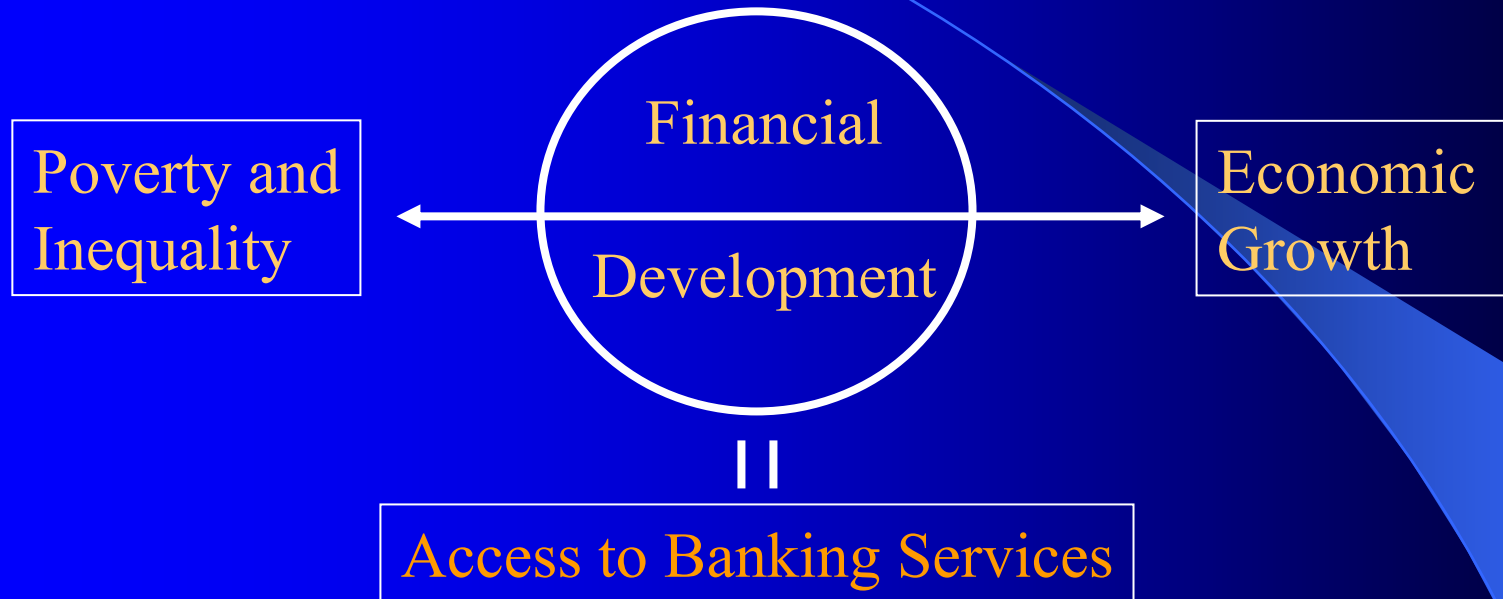 Financial
Development
Poverty and
Inequality
Economic
Growth
Access to Banking Services